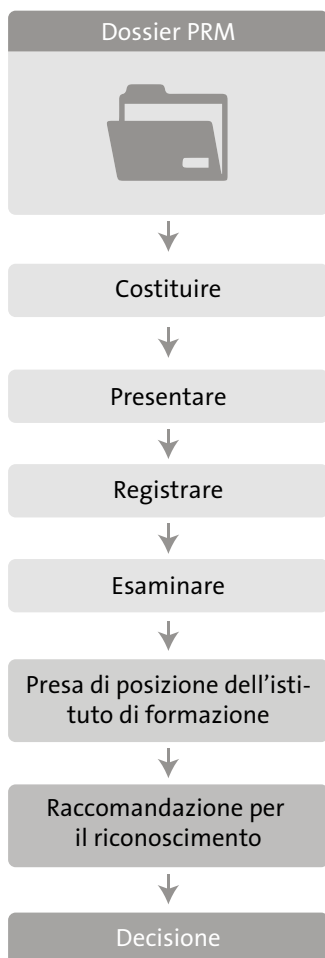 Dossier PRM
Costituire
Presentare
Registrare
Esaminare
Presa di posizione dell'isti-
tuto di formazione
Raccomandazione per
il riconoscimento
Decisione